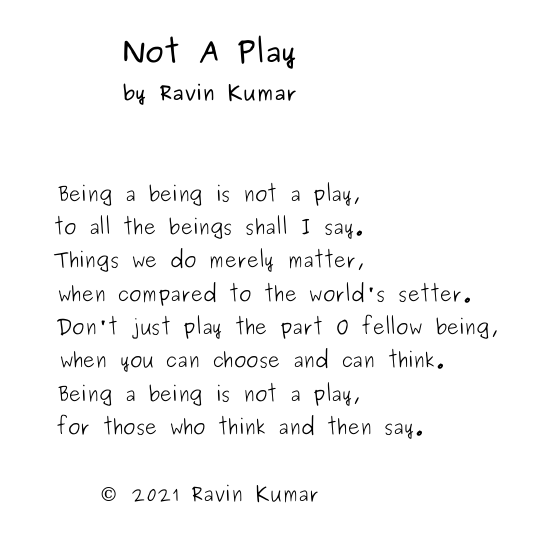 Not A Play
by Ravin Kumar
Being a being is not a play,
to all the beings shall I say.
Things we do merely matter,
when compared to the world's setter.
Don't just play the part O fellow being,
when you can choose and can think.
Being a being is not a play,
for those who think and then say.
© 2021 Ravin Kumar